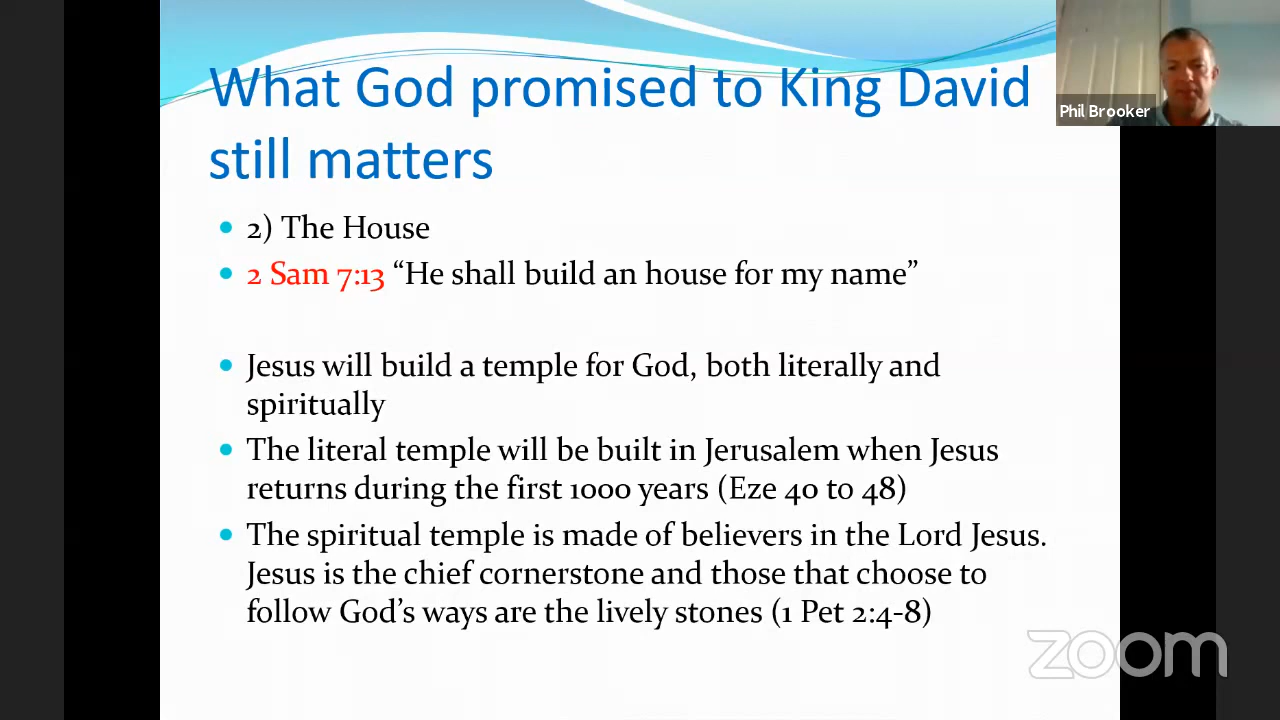 What God promised to King David
still matters
Phil Brooker
2) The House
2 Sam 7:13 “He shall build an house for my name”
Jesus will build a temple for God, both literally and
spiritually
The literal temple will be built in Jerusalem when Jesus
returns during the first 1000 years (Eze 40 to 48)
The spiritual temple is made of believers in the Lord Jesus.
Jesus is the chief cornerstone and those that choose to
follow God’s ways are the lively stones (1 Pet 2:4-8)
zoom